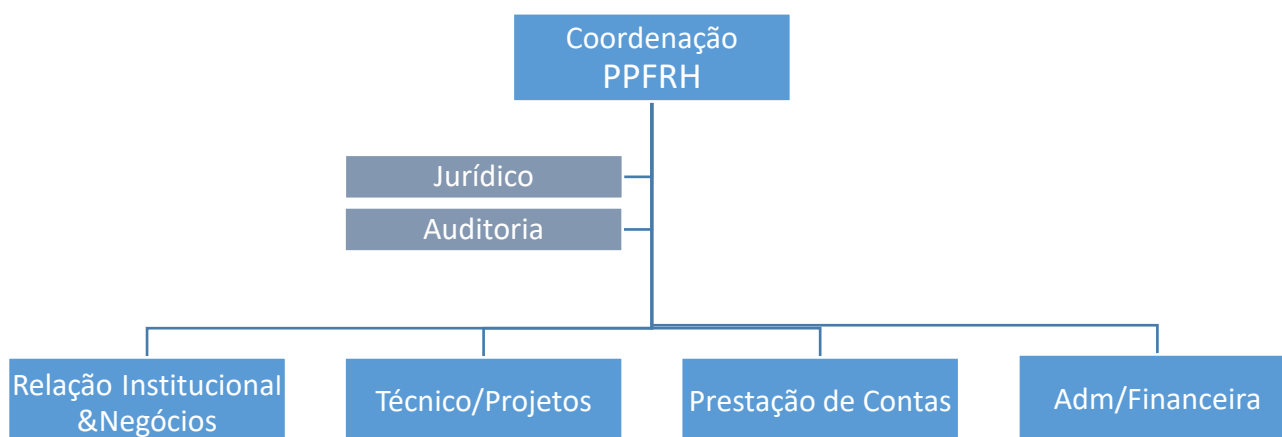 Coordenação
PPFRH
Jurídico
Auditoria
Relação Institucional
&Negócios
Técnico/Projetos
Prestação de Contas
Adm/Financeira